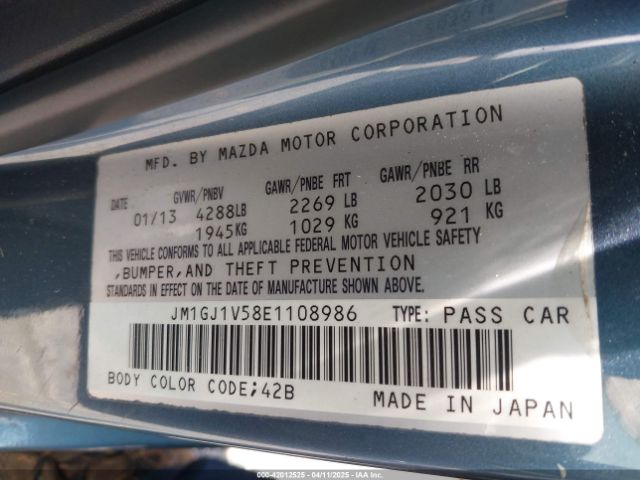 MFD. BY MAZDA MOTOR CORPORATION
DATE GVWR/PNBV GAWR/PNBE FRT GAWR/PNBE RR
01/13 4288LB 2269 LB 2030 LB
1945KG 1029 KG 921 KG
THIS VEHICLE CONFORMS TO ALL APPLICABLE FEDERAL MOTOR VEHICLE SAFETY
,BUMPER,AND THEFT PREVENTION
STANDARDS IN EFFECT ON THE DATE OF MANUFACTURE SHOWN ABOVE.
JM1GJ1V58E1108986 TYPE: PASS CAR
BODY COLOR CODE;42B
MADE IN JAPAN
000-42012525 - 04/11/2025 - IAAI.COM